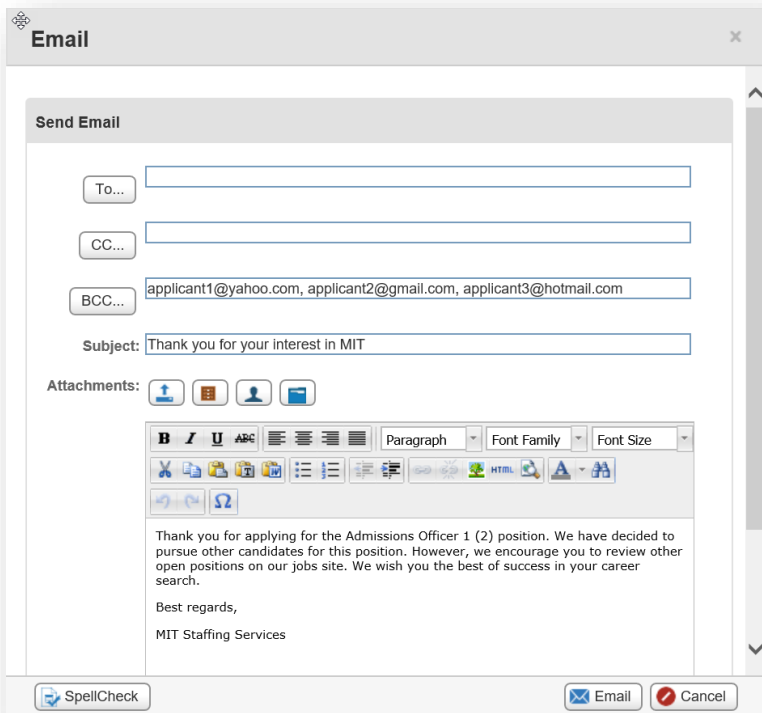 Email
×
Send Email
To...
CC...
BCC...
applicant1@yahoo.com, applicant2@gmail.com, applicant3@hotmail.com
Subject:
Thank you for your interest in MIT
Attachments:
B I U ABC Paragraph Font Family Font Size
HTML A
Ω
Thank you for applying for the Admissions Officer 1 (2) position. We have decided to
pursue other candidates for this position. However, we encourage you to review other
open positions on our jobs site. We wish you the best of success in your career
search.
Best regards,
MIT Staffing Services
SpellCheck
Email
Cancel